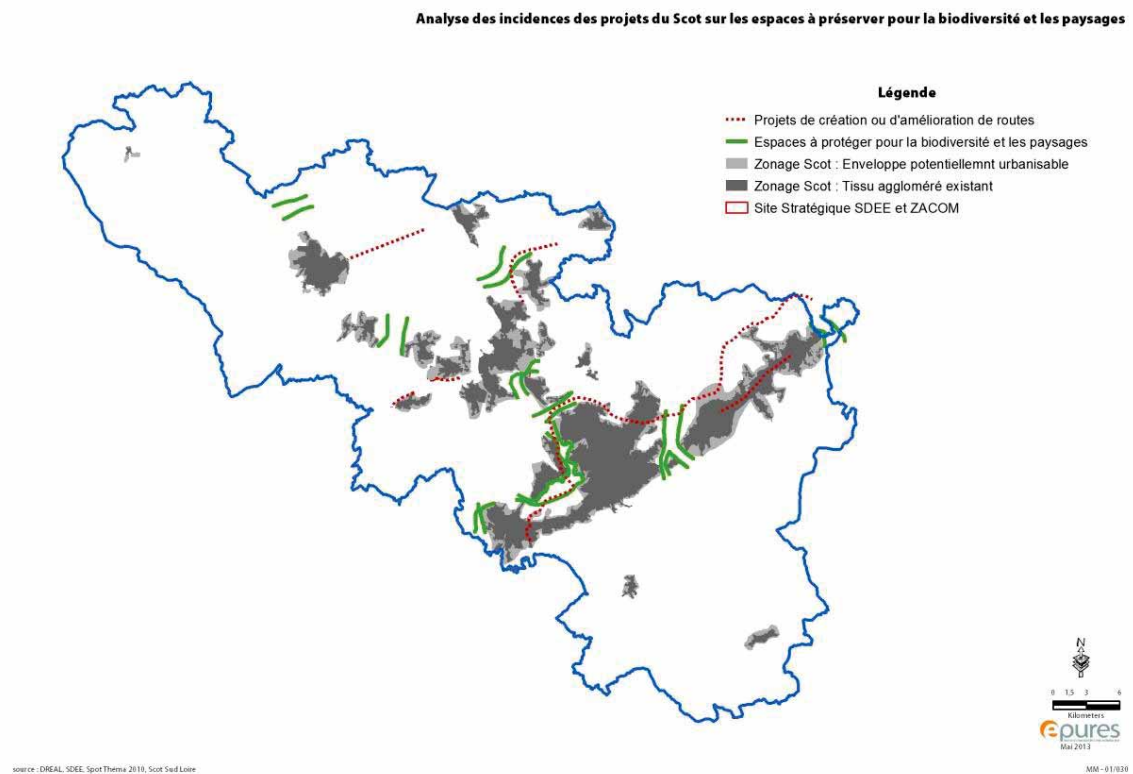 Analyse des incidences des projets du Scot sur les espaces à préserver pour la biodiversité et les paysages
Légende
Projets de création ou d'amélioration de routes
Espaces à protéger pour la biodiversité et les paysages
Zonage Scot : Enveloppe potentiellemnt urbanisable
Zonage Scot : Tissu aggloméré existant
Site Stratégique SDEE et ZACOM
N
0 1,5 3 6
Kilometers
epures
Mai 2013
source : DREAL, SDEE, Spot Théma 2010, Scot Sud Loire
MM - 01/030